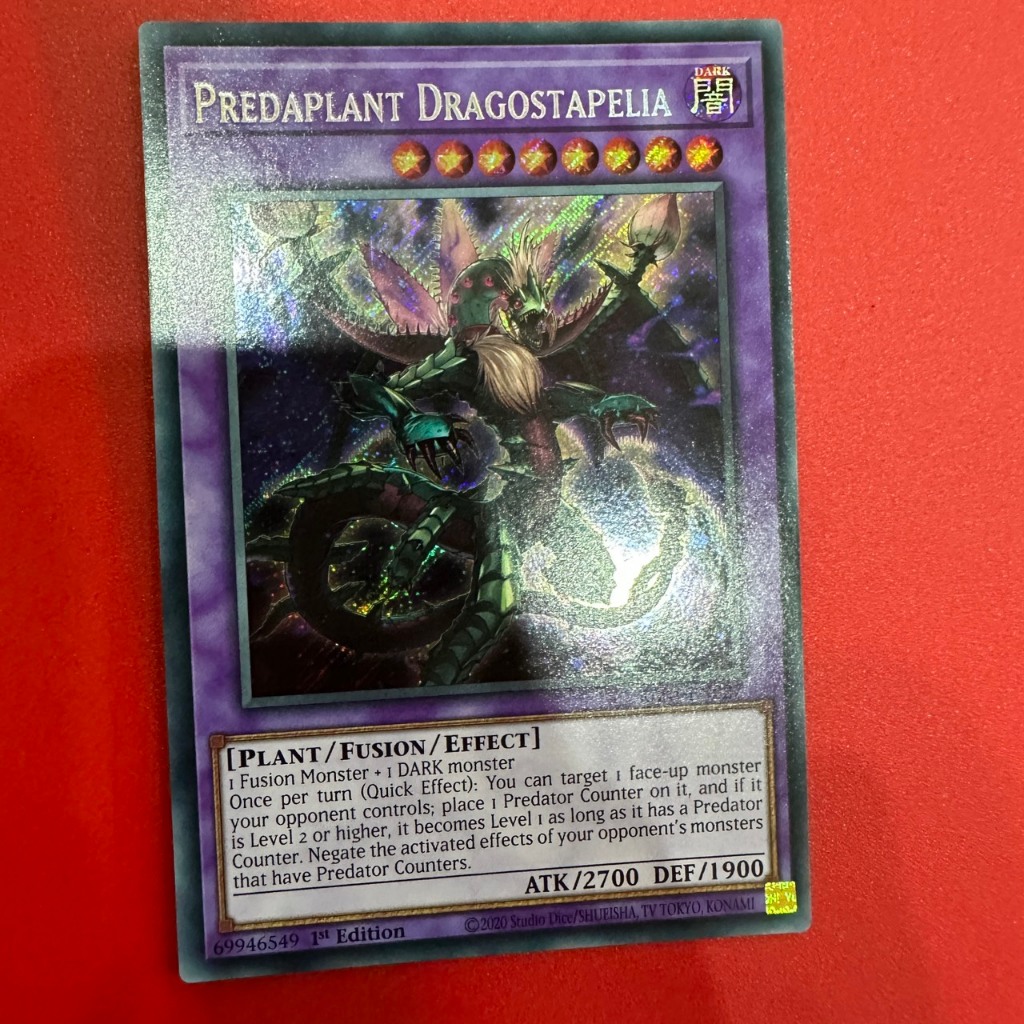 PREDAPLANT DRAGOSTAPELIA
DARK
闇
[PLANT/FUSION/EFFECT]
1 Fusion Monster + 1 DARK monster
Once per turn (Quick Effect): You can target 1 face-up monster
your opponent controls; place 1 Predator Counter on it, and if it
is Level 2 or higher, it becomes Level 1 as long as it has a Predator
Counter. Negate the activated effects of your opponent's monsters
that have Predator Counters.
ATK/2700 DEF/1900
69946549 1st Edition
©2020 Studio Dice/SHUEISHA, TV TOKYO, KONAMI